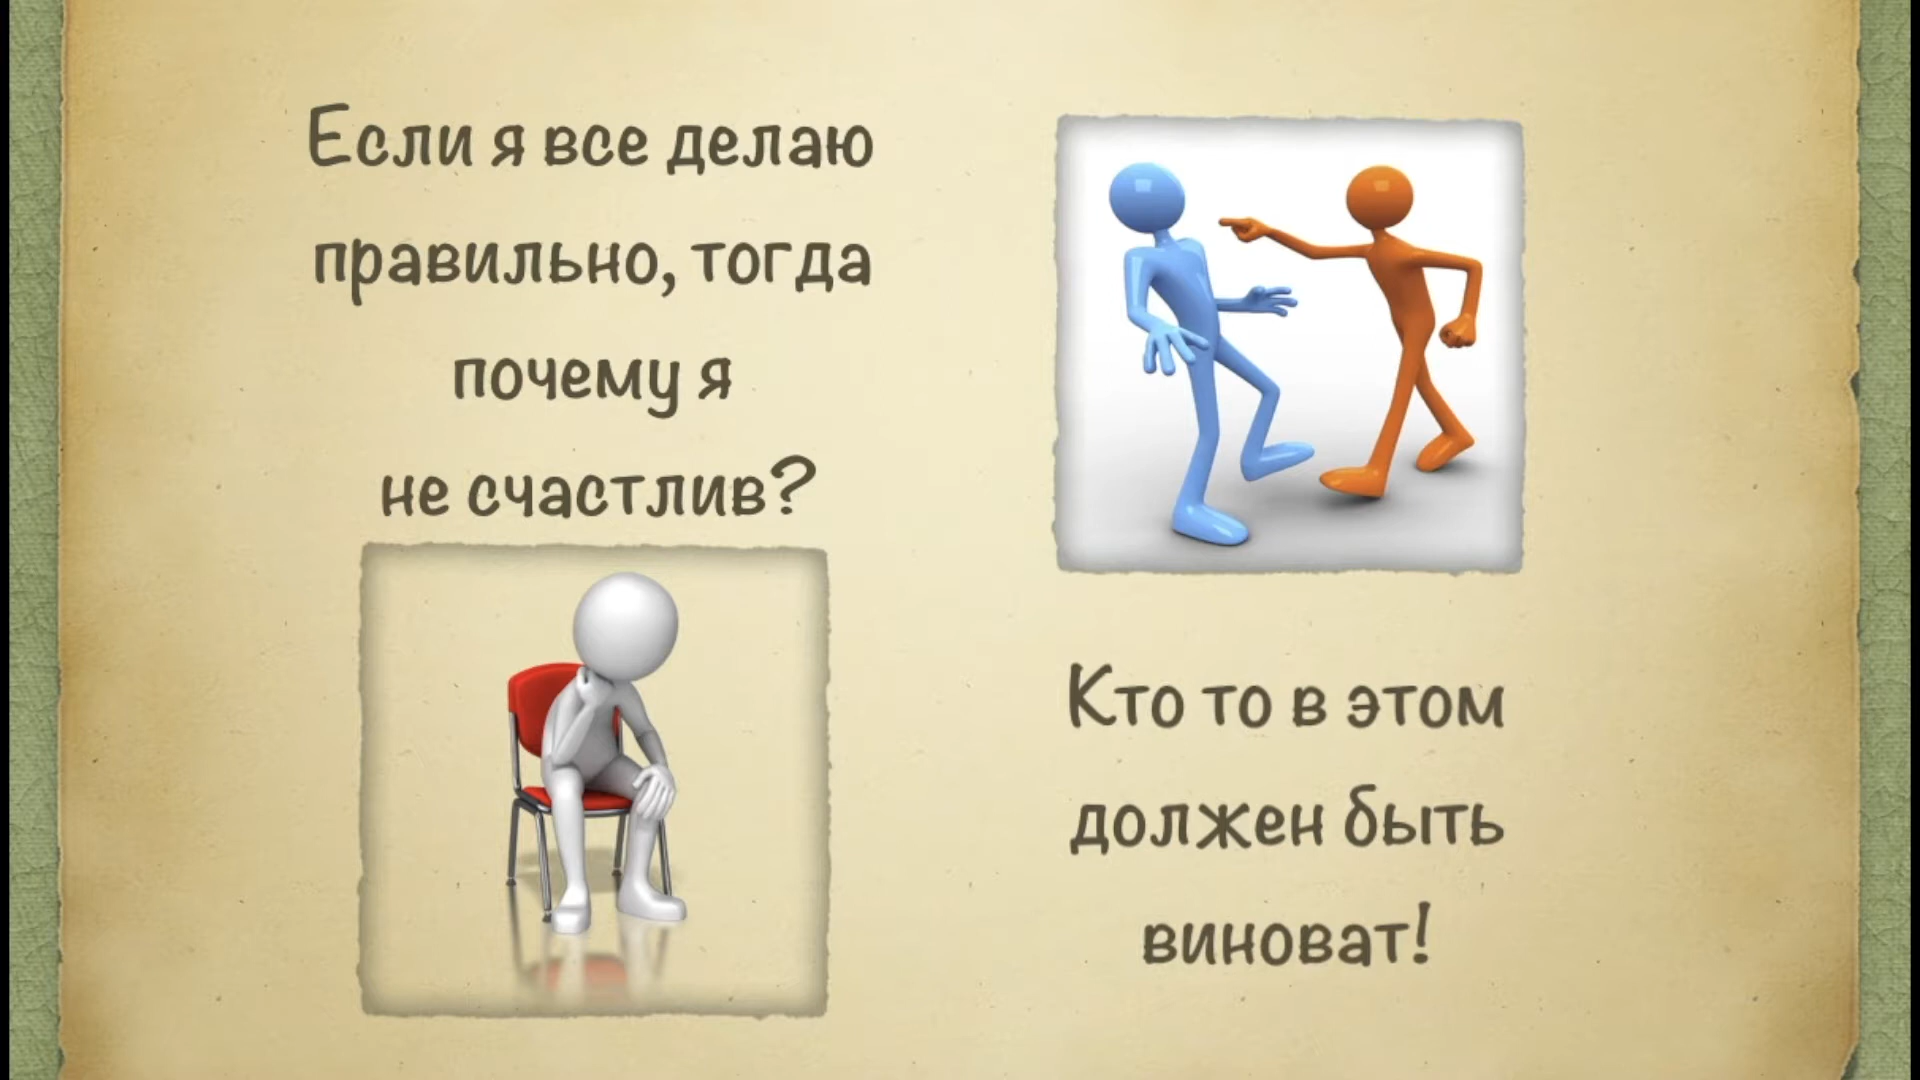 Если я все делаю
правильно, тогда
почему я
не счастлив?
Кто то в этом
должен быть
виноват!